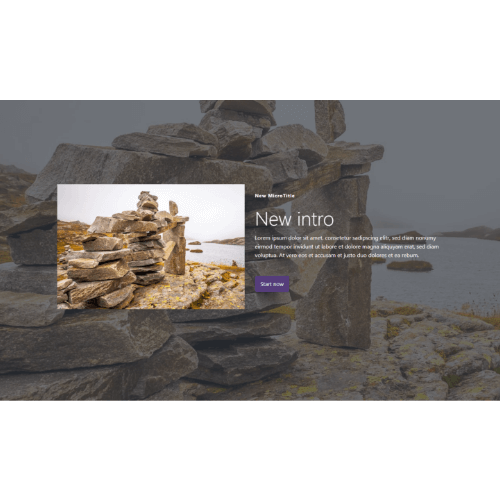 New MicroTitle
New intro
Lorem ipsum dolor sit amet, consetetur sadipscing elitr, sed diam nonumy
eirmod tempor invidunt ut labore et dolore magna aliquyam erat, sed diam
voluptua. At vero eos et accusam et justo duo dolores et ea rebum.
Start now